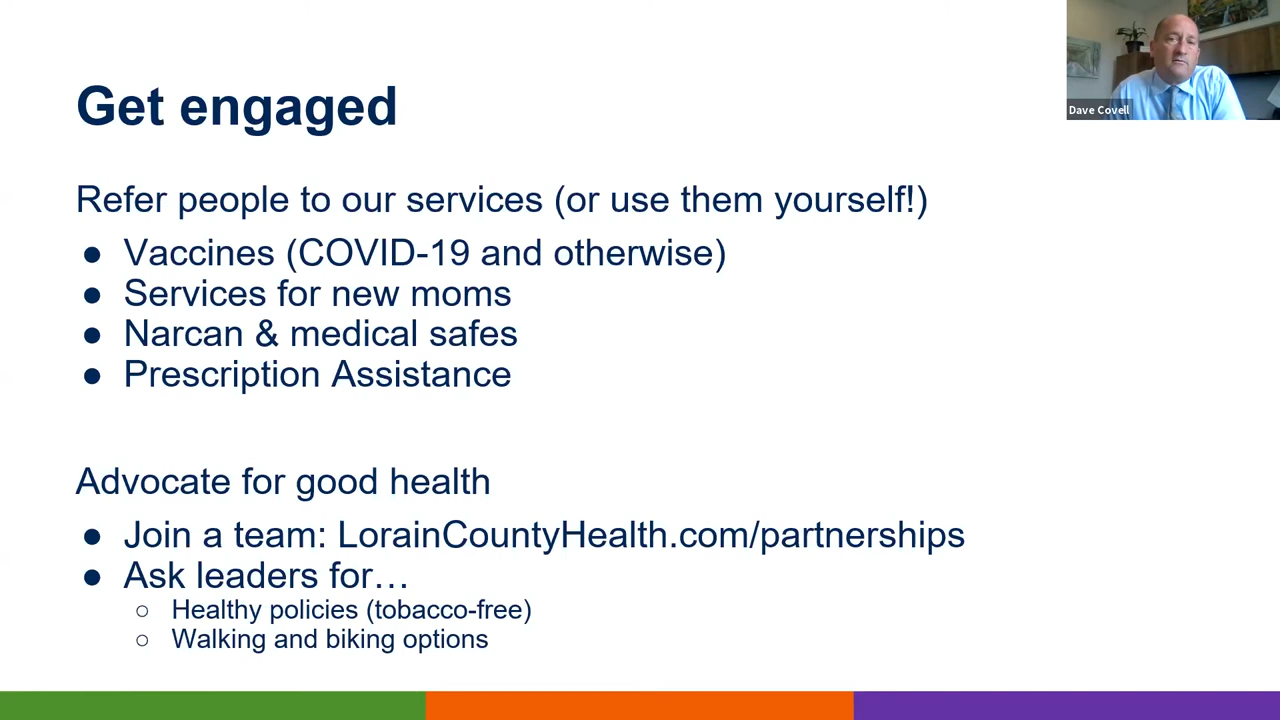 Get engaged
Dave Covell
Refer people to our services (or use them yourself!)
● Vaccines (COVID-19 and otherwise)
● Services for new moms
● Narcan & medical safes
● Prescription Assistance
Advocate for good health
● Join a team: LorainCountyHealth.com/partnerships
● Ask leaders for…
○ Healthy policies (tobacco-free)
○ Walking and biking options